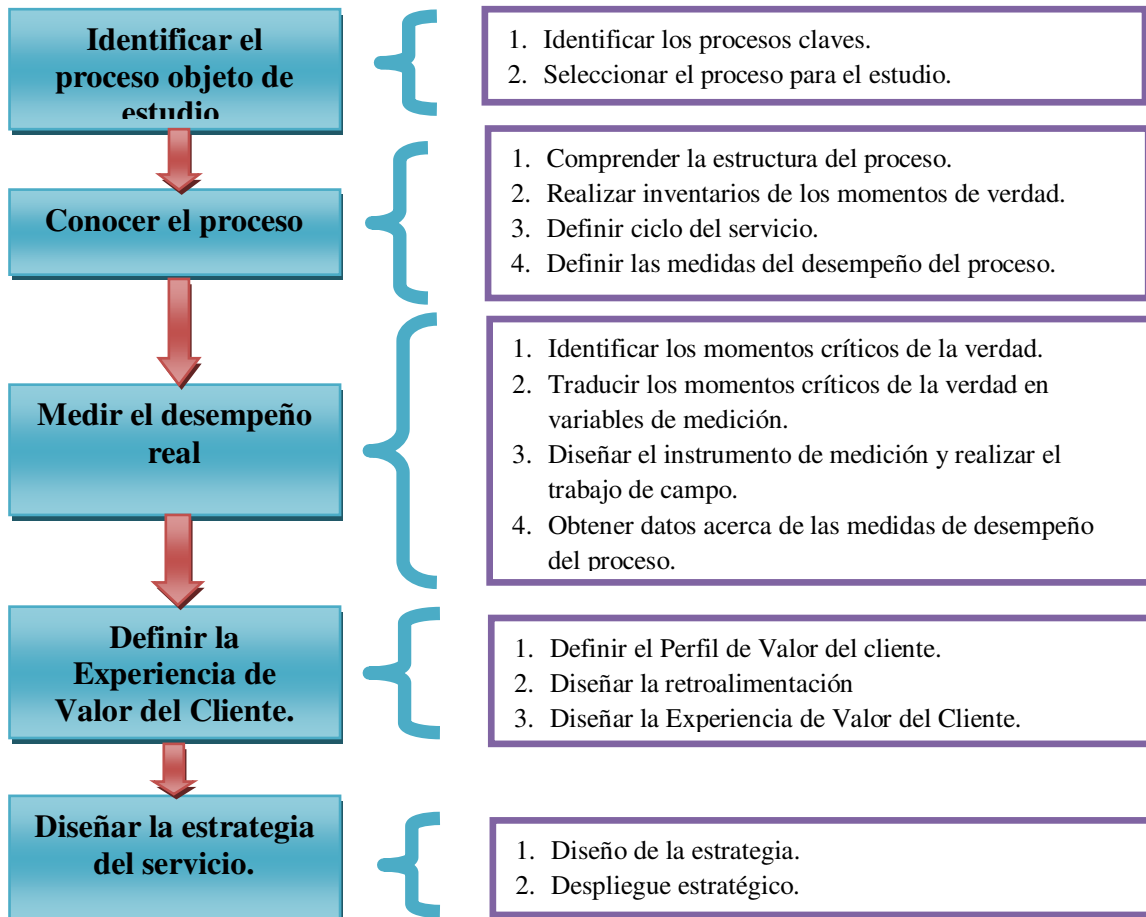 Identificar el
proceso objeto de
estudio
1. Identificar los procesos claves.
2. Seleccionar el proceso para el estudio.
Conocer el proceso
1. Comprender la estructura del proceso.
2. Realizar inventarios de los momentos de verdad.
3. Definir ciclo del servicio.
4. Definir las medidas del desempeño del proceso.
Medir el desempeño
real
1. Identificar los momentos críticos de la verdad.
2. Traducir los momentos críticos de la verdad en
variables de medición.
3. Diseñar el instrumento de medición y realizar el
trabajo de campo.
4. Obtener datos acerca de las medidas de desempeño
del proceso.
Definir la
Experiencia de
Valor del Cliente.
1. Definir el Perfil de Valor del cliente.
2. Diseñar la retroalimentación
3. Diseñar la Experiencia de Valor del Cliente.
Diseñar la estrategia
del servicio.
1. Diseño de la estrategia.
2. Despliegue estratégico.